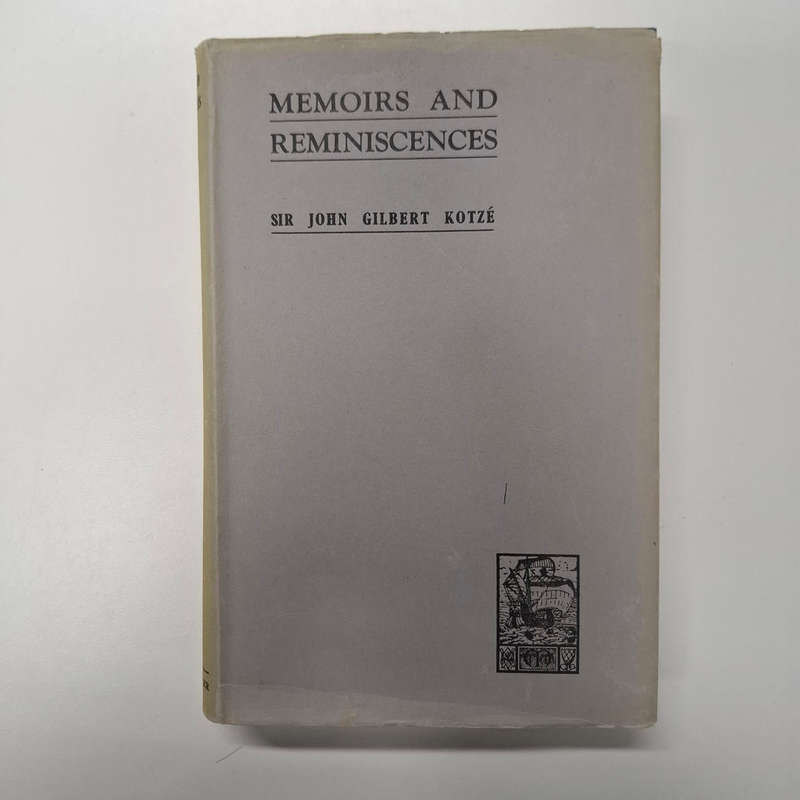 MEMOIRS AND
REMINISCENCES
SIR JOHN GILBERT KOTZÉ